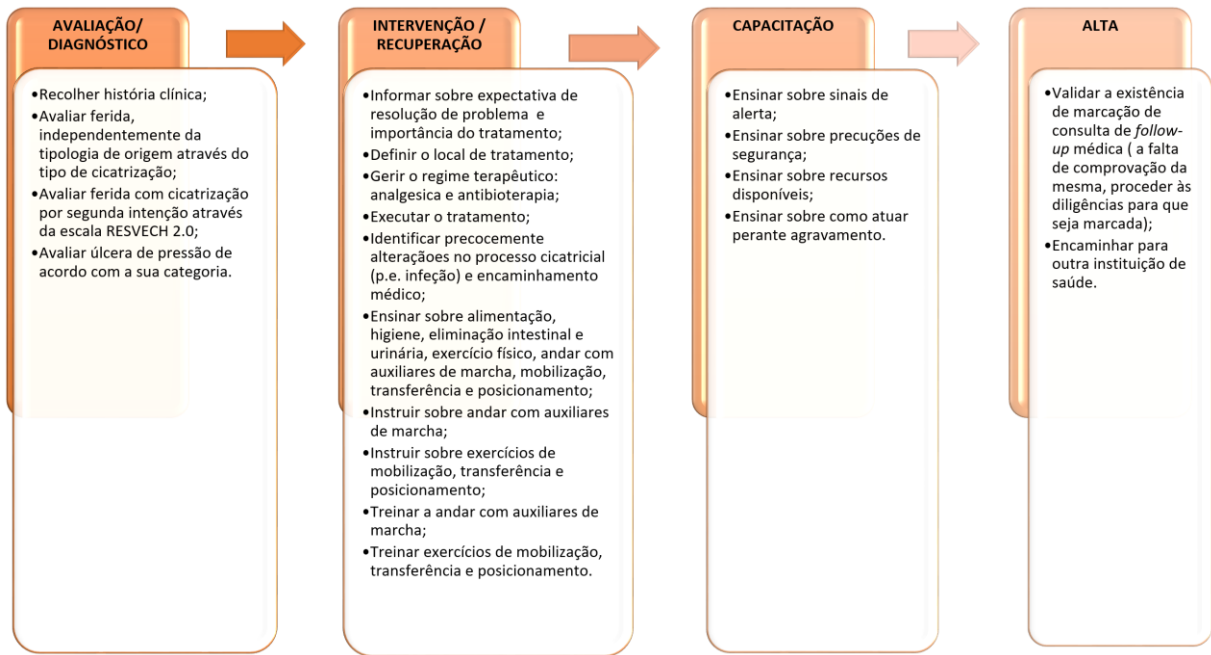 AVALIAÇÃO/
DIAGNÓSTICO
•Recolher história clínica;
•Avaliar ferida,
independentemente da
tipologia de origem através do
tipo de cicatrização;
•Avaliar ferida com cicatrização
por segunda intenção através
da escala RESVECH 2.0;
•Avaliar úlcera de pressão de
acordo com a sua categoria.
INTERVENÇÃO /
RECUPERAÇÃO
•Informar sobre expectativa de
resolução de problema e
importância do tratamento;
•Definir o local de tratamento;
•Gerir o regime terapêutico:
analgesica e antibioterapia;
•Executar o tratamento;
•Identificar precocemente
alteraçãoes no processo cicatricial
(p.e. infeção) e encaminhamento
médico;
•Ensinar sobre alimentação,
higiene, eliminação intestinal e
urinária, exercício físico, andar com
auxiliares de marcha, mobilização,
transferência e posicionamento;
•Instruir sobre andar com auxiliares
de marcha;
•Instruir sobre exercícios de
mobilização, transferência e
posicionamento;
•Treinar a andar com auxiliares de
marcha;
•Treinar exercícios de mobilização,
transferência e posicionamento.
CAPACITAÇÃO
•Ensinar sobre sinais de
alerta;
•Ensinar sobre precuções de
segurança;
•Ensinar sobre recursos
disponíveis;
•Ensinar sobre como atuar
perante agravamento.
ALTA
•Validar a existência
de marcação de
consulta de follow-
up médica ( a falta
de comprovação da
mesma, proceder às
diligências para que
seja marcada);
•Encaminhar para
outra instituição de
saúde.